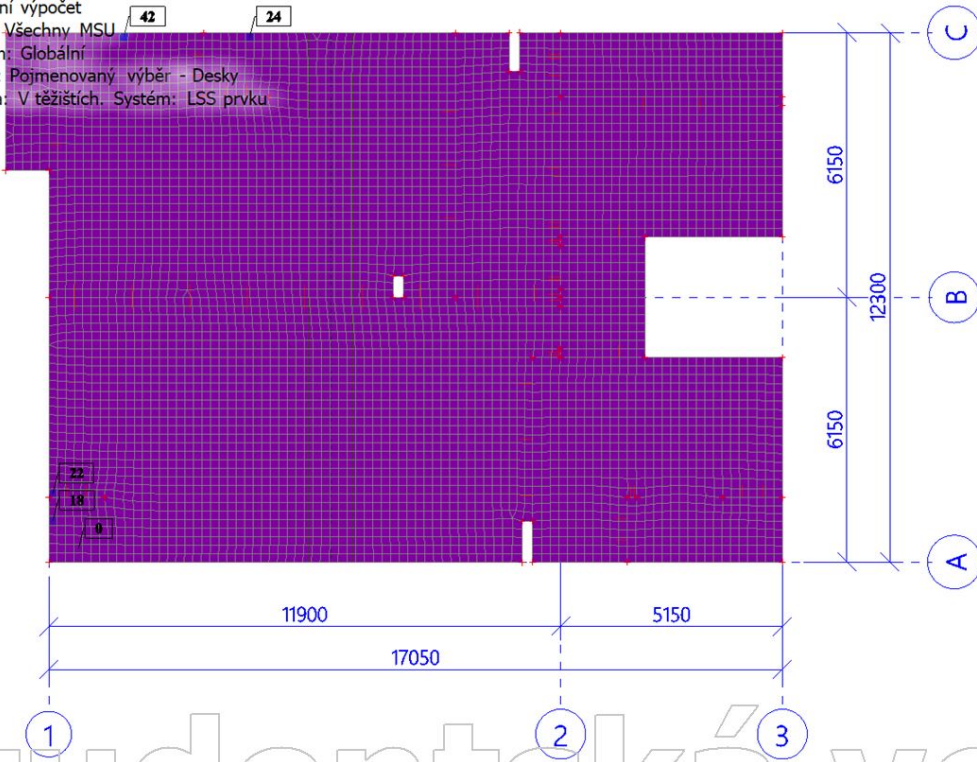 ní výpočet
Všechny MSU
: Globální
: Pojmenovaný výběr - Desky
: V těžištích. Systém: LSS prvku
42
24
C
6150
12300
B
22
18
0
6150
A
11900
5150
17050
1
2
3